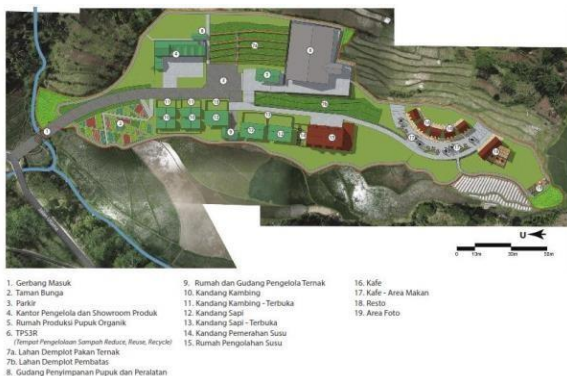 U
0 15m 30m 50m
1. Gerbang Masuk
2. Taman Bunga
3. Parkir
4. Kantor Pengelola dan Showroom Produk
5. Rumah Produksi Pupuk Organik
6. TPS3R
(Tempat Pengelolaan Sampah Reduce, Reuse, Recycle)
7a. Lahan Demplot Pakan Ternak
7b. Lahan Demplot Pembatas
8. Gudang Penyimpanan Pupuk dan Peralatan
9. Rumah dan Gudang Pengelola Ternak
10. Kandang Kambing
11. Kandang Kambing - Terbuka
12. Kandang Sapi
13. Kandang Sapi - Terbuka
14. Kandang Pemerahan Susu
15. Rumah Pengolahan Susu
16. Kafe
17. Kafe - Area Makan
18. Resto
19. Area Foto